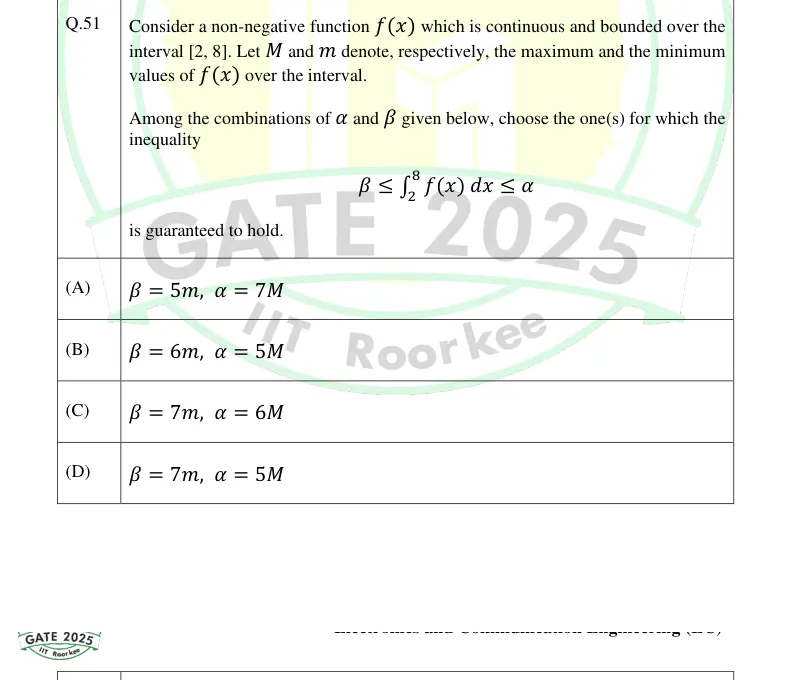 Q.51 Consider a non-negative function f(x) which is continuous and bounded over the
interval [2, 8]. Let M and m denote, respectively, the maximum and the minimum
values of f(x) over the interval.
Among the combinations of α and β given below, choose the one(s) for which the
inequality
β ≤ ∫₂⁸ f(x) dx ≤ α
is guaranteed to hold.
(A) β = 5m, α = 7M
(B) β = 6m, α = 5M
(C) β = 7m, α = 6M
(D) β = 7m, α = 5M
GATE 2025
IIT Roorkee
GATE 2025
IIT Roorkee